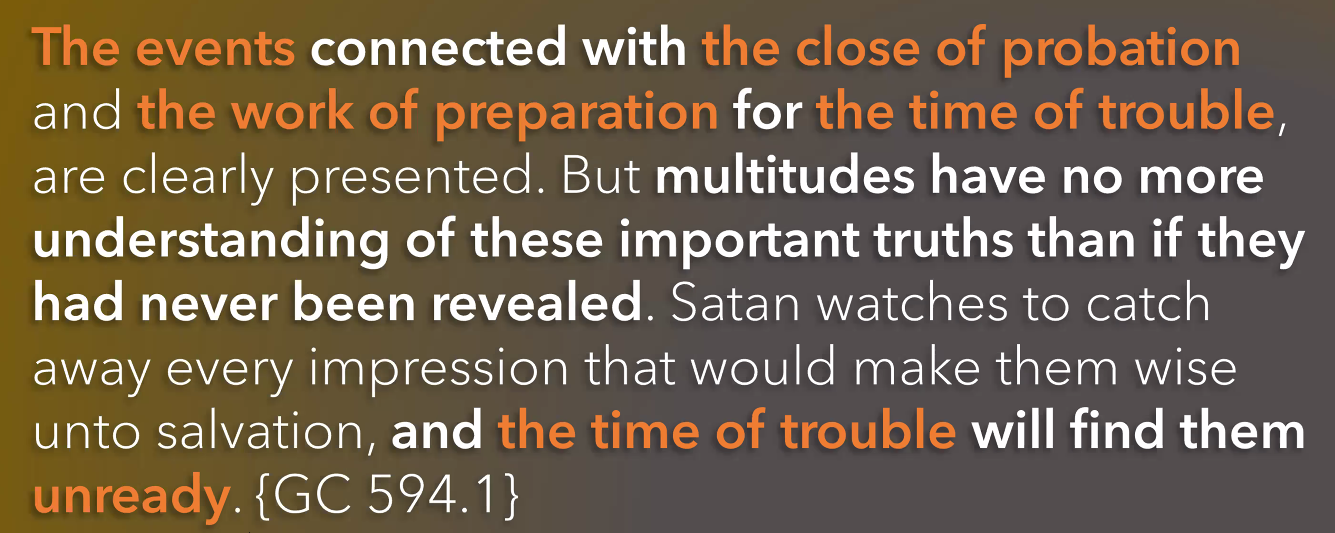 The events connected with the close of probation
and the work of preparation for the time of trouble,
are clearly presented. But multitudes have no more
understanding of these important truths than if they
had never been revealed. Satan watches to catch
away every impression that would make them wise
unto salvation, and the time of trouble will find them
unready. {GC 594.1}